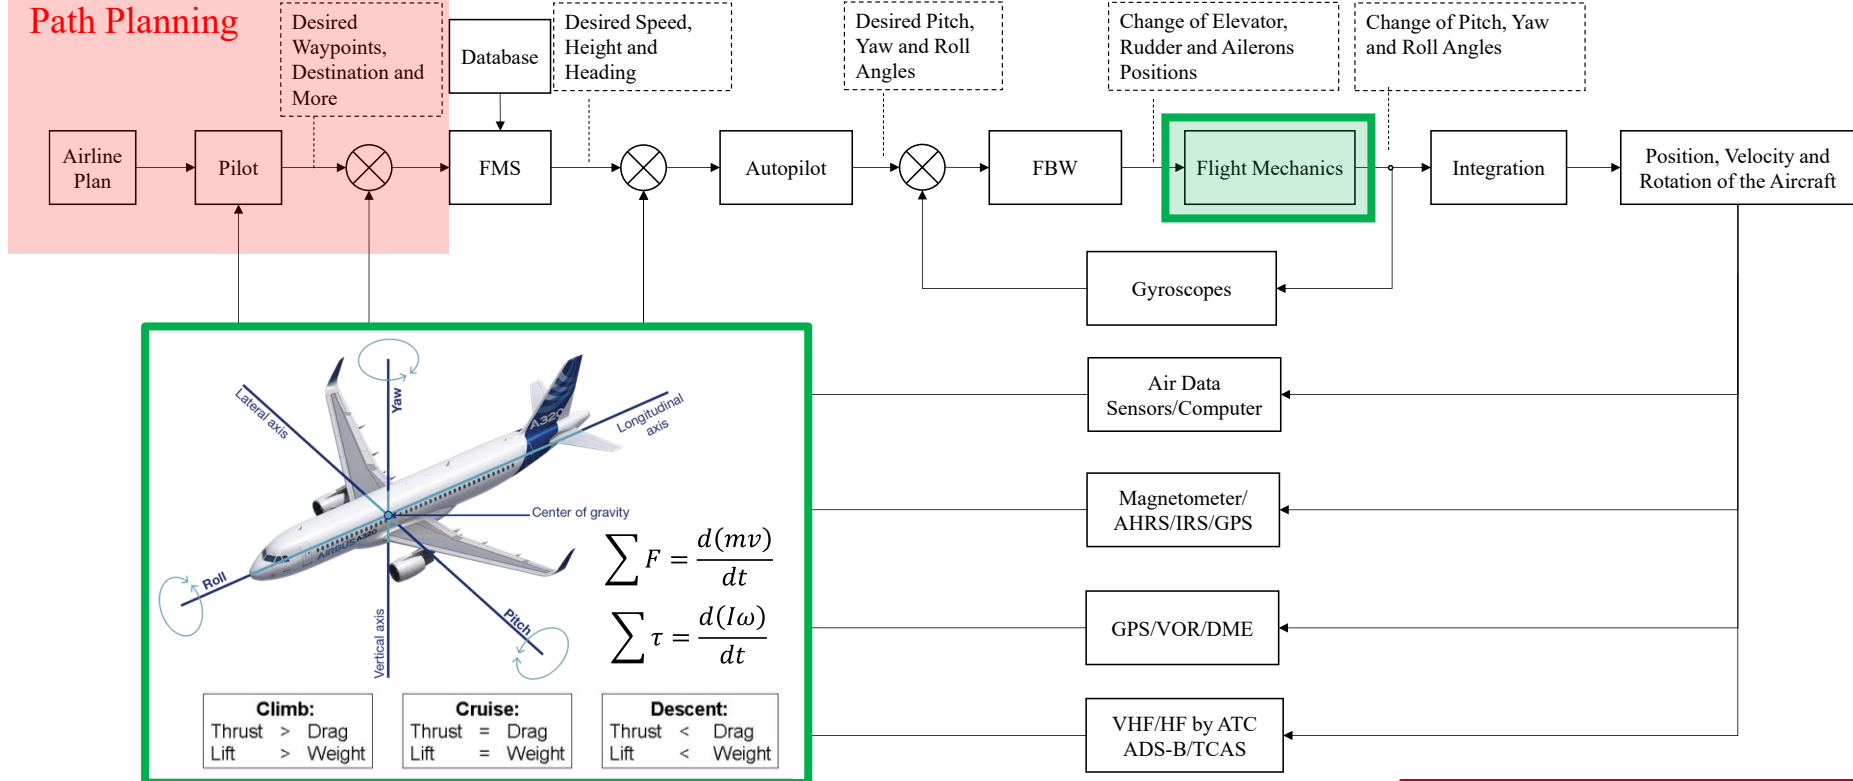 Path Planning
Desired
Waypoints,
Destination and
More
Database
Desired Speed,
Height and
Heading
Desired Pitch,
Yaw and Roll
Angles
Change of Elevator,
Rudder and Ailerons
Positions
Change of Pitch, Yaw
and Roll Angles
Airline
Plan
Pilot
FMS
Autopilot
FBW
Flight Mechanics
Integration
Position, Velocity and
Rotation of the Aircraft
Gyroscopes
Air Data
Sensors/Computer
Magnetometer/
AHRS/IRS/GPS
GPS/VOR/DME
VHF/HF by ATC
ADS-B/TCAS
Lateral axis
Yaw
Longitudinal
axis
A320
Center of gravity
AIRBUS A320
Roll
Pitch
Vertical axis
∑ F = d(mv)/dt
∑ τ = d(Iω)/dt
Climb:
Thrust > Drag
Lift > Weight
Cruise:
Thrust = Drag
Lift = Weight
Descent:
Thrust < Drag
Lift < Weight